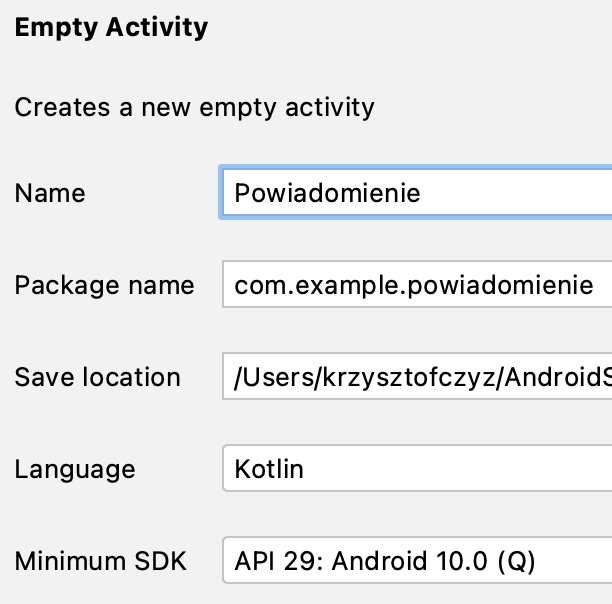 Empty Activity
Creates a new empty activity
Name Powiadomienie
Package name com.example.powiadomienie
Save location /Users/krzysztofczyz/AndroidS
Language Kotlin
Minimum SDK API 29: Android 10.0 (Q)